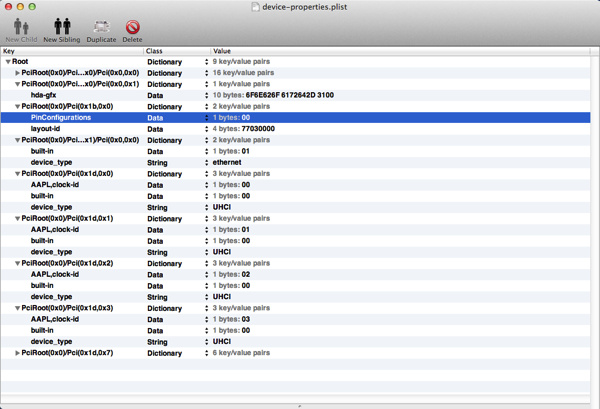 device-properties.plist
New Child New Sibling Duplicate Delete
Key Class Value
Root Dictionary 9 key/value pairs
PciRoot(0x0)/Pci...x0)/Pci(0x0,0x0) Dictionary 16 key/value pairs
PciRoot(0x0)/Pci...x0)/Pci(0x0,0x1) Dictionary 1 key/value pairs
hda-gfx Data 10 bytes: 6F6E626F 6172642D 3100
PciRoot(0x0)/Pci(0x1b,0x0) Dictionary 2 key/value pairs
PinConfigurations Data 1 bytes: 00
layout-id Data 4 bytes: 77030000
PciRoot(0x0)/Pci...x1)/Pci(0x0,0x0) Dictionary 2 key/value pairs
built-in Data 1 bytes: 01
device_type String ethernet
PciRoot(0x0)/Pci(0x1d,0x0) Dictionary 3 key/value pairs
AAPL,clock-id Data 1 bytes: 00
built-in Data 1 bytes: 00
device_type String UHCI
PciRoot(0x0)/Pci(0x1d,0x1) Dictionary 3 key/value pairs
AAPL,clock-id Data 1 bytes: 01
built-in Data 1 bytes: 00
device_type String UHCI
PciRoot(0x0)/Pci(0x1d,0x2) Dictionary 3 key/value pairs
AAPL,clock-id Data 1 bytes: 02
built-in Data 1 bytes: 00
device_type String UHCI
PciRoot(0x0)/Pci(0x1d,0x3) Dictionary 3 key/value pairs
AAPL,clock-id Data 1 bytes: 03
built-in Data 1 bytes: 00
device_type String UHCI
PciRoot(0x0)/Pci(0x1d,0x7) Dictionary 6 key/value pairs